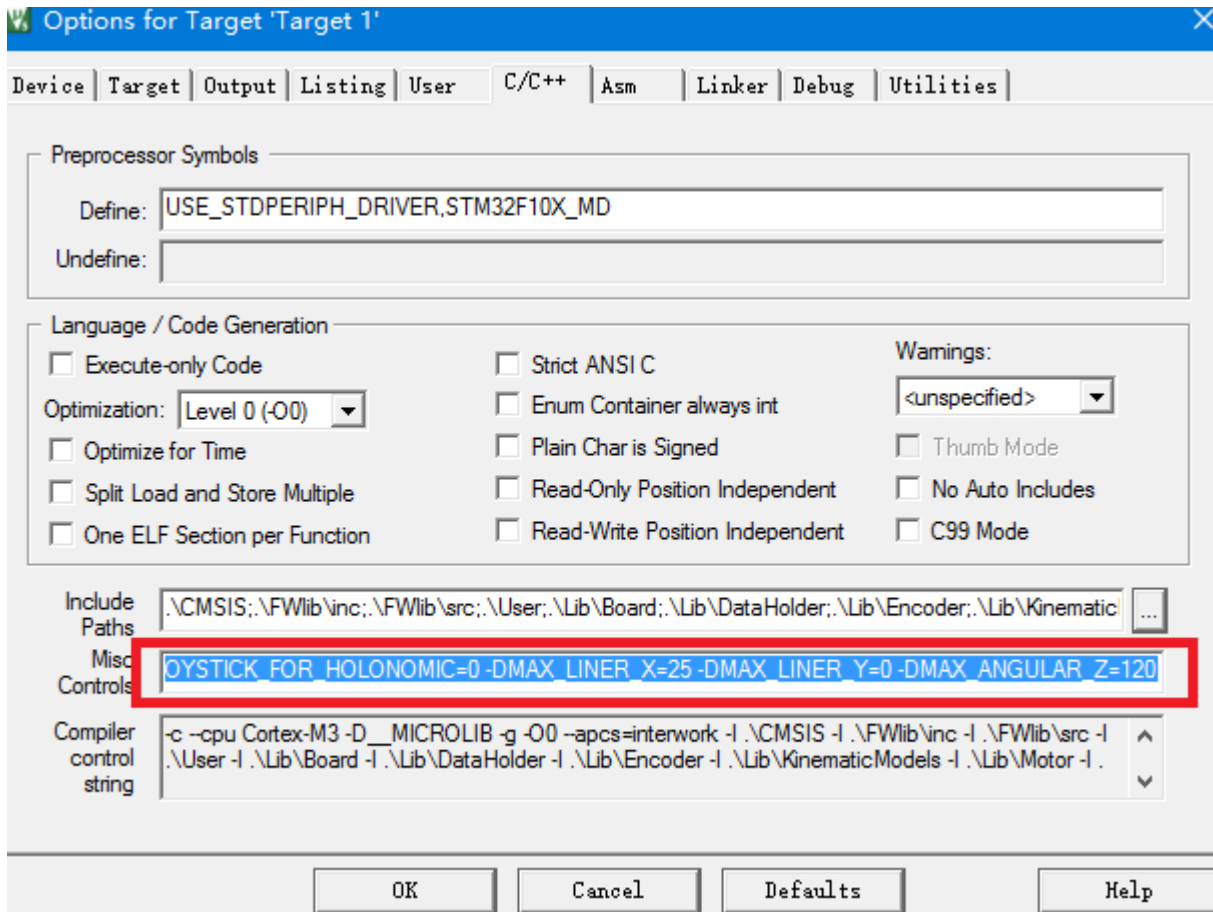 Options for Target 'Target 1'
Device Target Output Listing User C/C++ Asm Linker Debug Utilities
Preprocessor Symbols
Define: USE_STDPERIPH_DRIVER,STM32F10X_MD
Undefine:
Language / Code Generation
Execute-only Code
Optimization: Level 0 (-O0)
Optimize for Time
Split Load and Store Multiple
One ELF Section per Function
Strict ANSI C
Enum Container always int
Plain Char is Signed
Read-Only Position Independent
Read-Write Position Independent
Warnings:
<unspecified>
Thumb Mode
No Auto Includes
C99 Mode
Include Paths
.\CMSIS;.\FWlib\inc;.\FWlib\src;.\User;.\Lib\Board;.\Lib\DataHolder;.\Lib\Encoder;.\Lib\Kinematic
...
Misc Controls
OYSTICK_FOR_HOLONOMIC=0 -DMAX_LINER_X=25 -DMAX_LINER_Y=0 -DMAX_ANGULAR_Z=120
Compiler control string
-c --cpu Cortex-M3 -D__MICROLIB -g -O0 --apcs=interwork -I .\CMSIS -I .\FWlib\inc -I .\FWlib\src -I
.\User -I .\Lib\Board -I .\Lib\DataHolder -I .\Lib\Encoder -I .\Lib\KinematicModels -I .\Lib\Motor -I .
OK Cancel Defaults Help